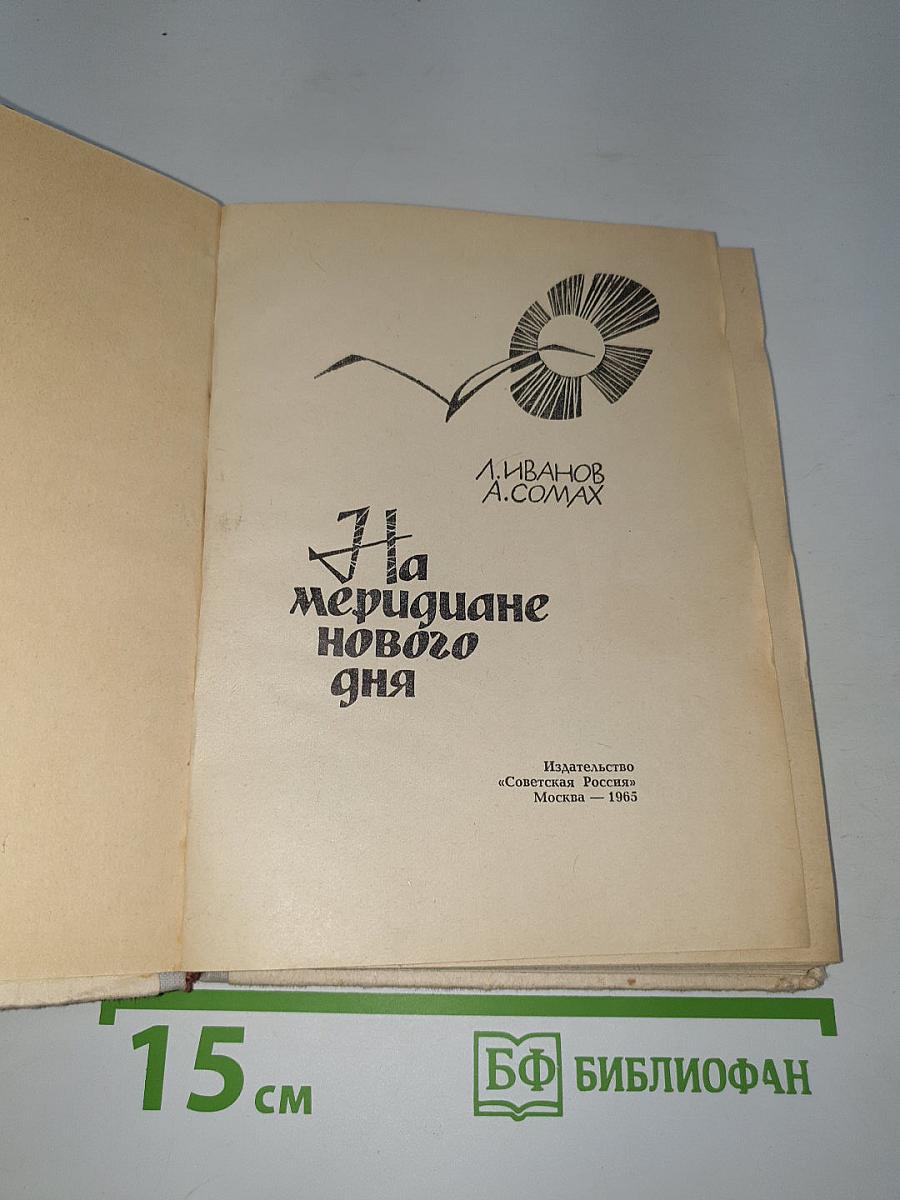 Л. ИВАНОВ
А. СОМАХ
На
меридиане
нового
дня
Издательство
«Советская Россия»
Москва — 1965
15 см
БФ БИБЛИОФАН